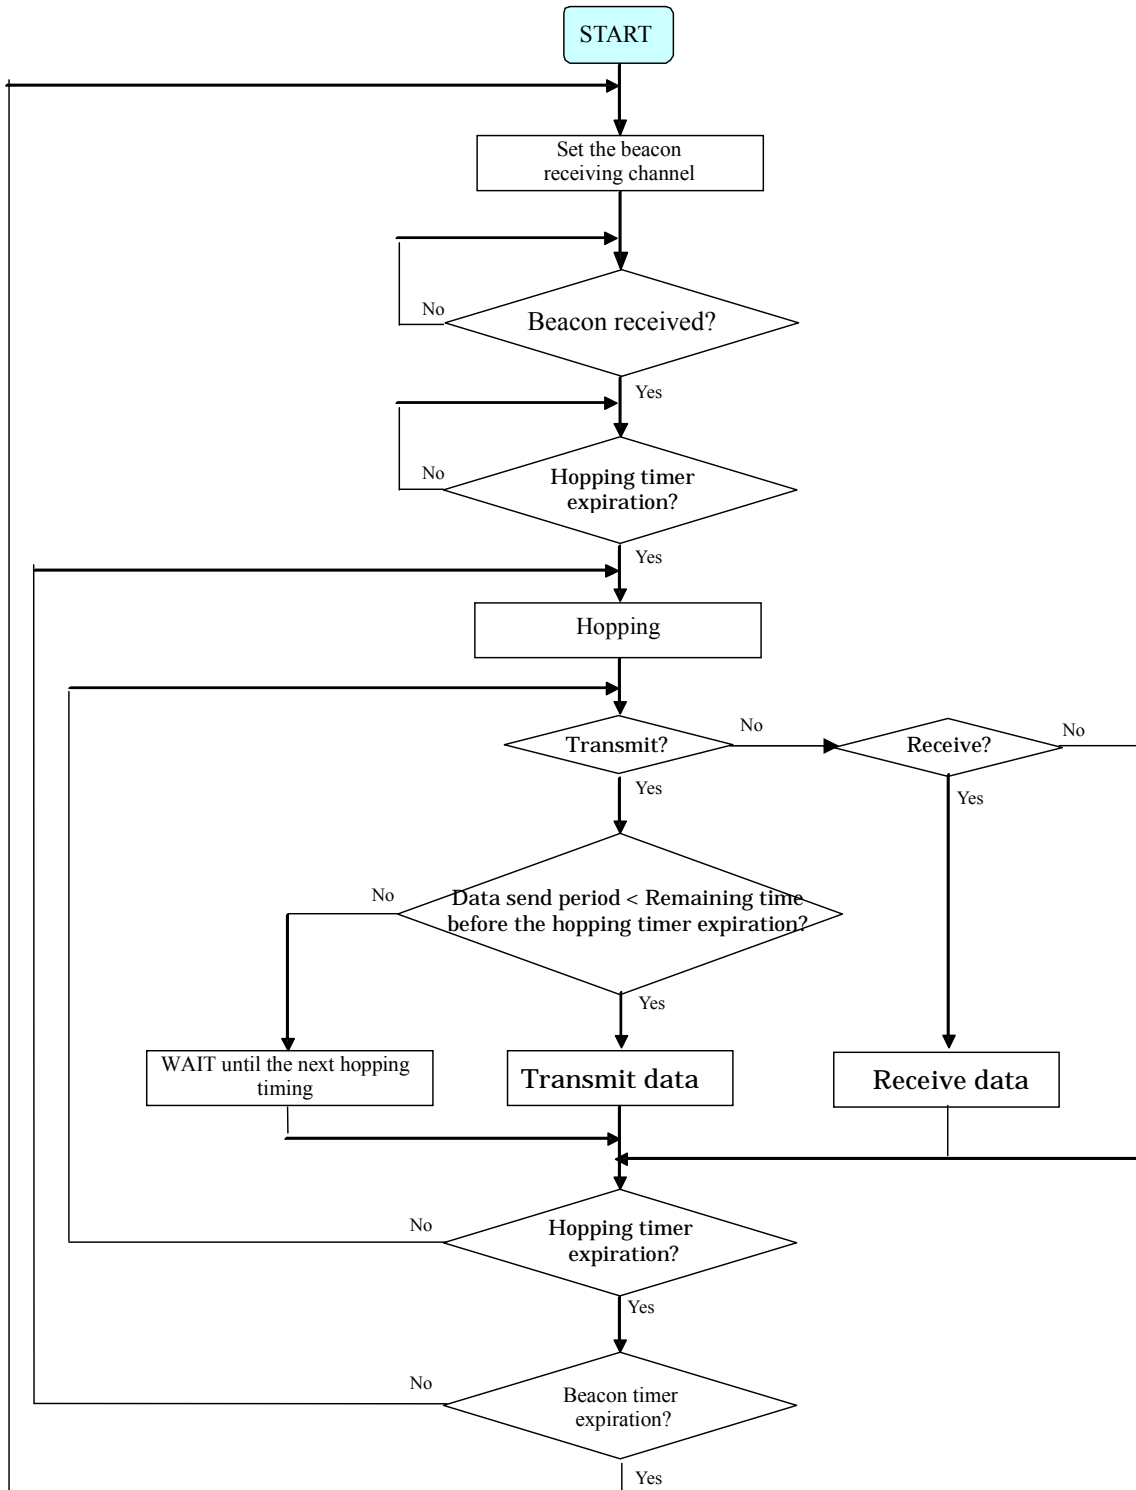 START
Set the beacon
receiving channel
No
Beacon received?
Yes
No
Hopping timer
expiration?
Yes
Hopping
Transmit?
No
Receive?
No
Yes
Yes
No
Data send period < Remaining time
before the hopping timer expiration?
Yes
WAIT until the next hopping
timing
Transmit data
Receive data
No
Hopping timer
expiration?
Yes
No
Beacon timer
expiration?
Yes